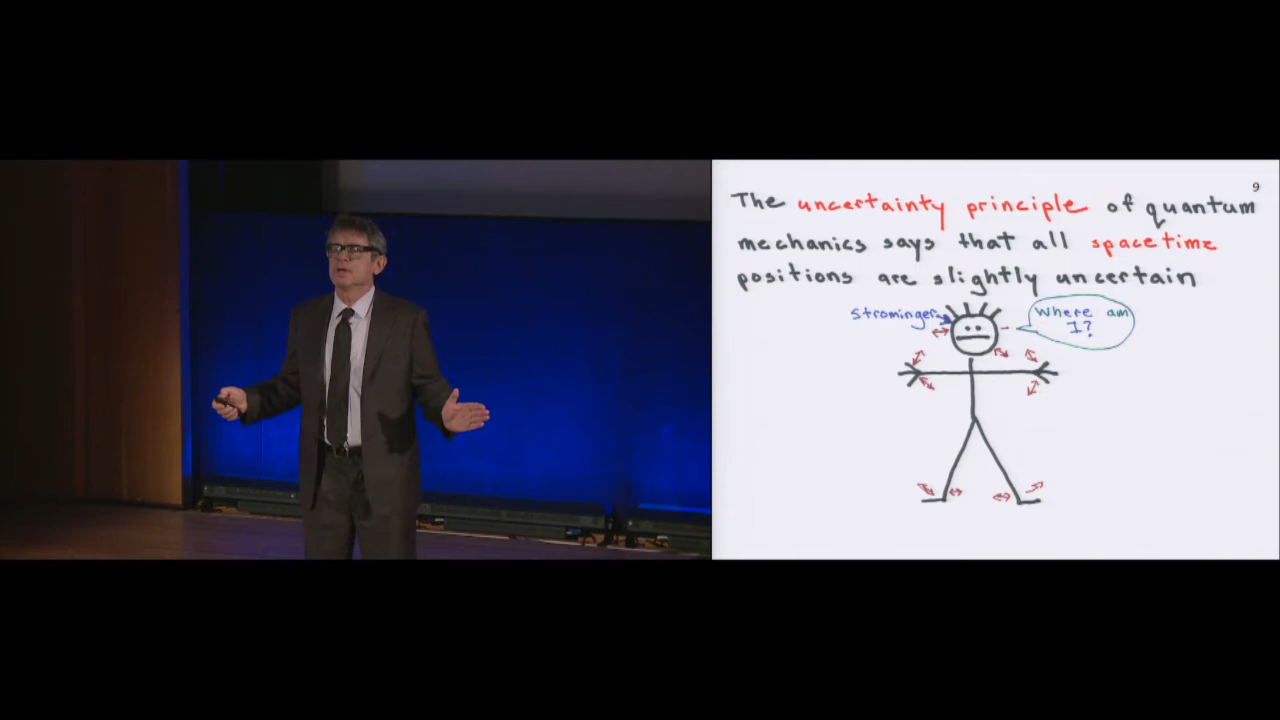 9
The uncertainty principle of quantum
mechanics says that all spacetime
positions are slightly uncertain
Strominger
Where am
I?